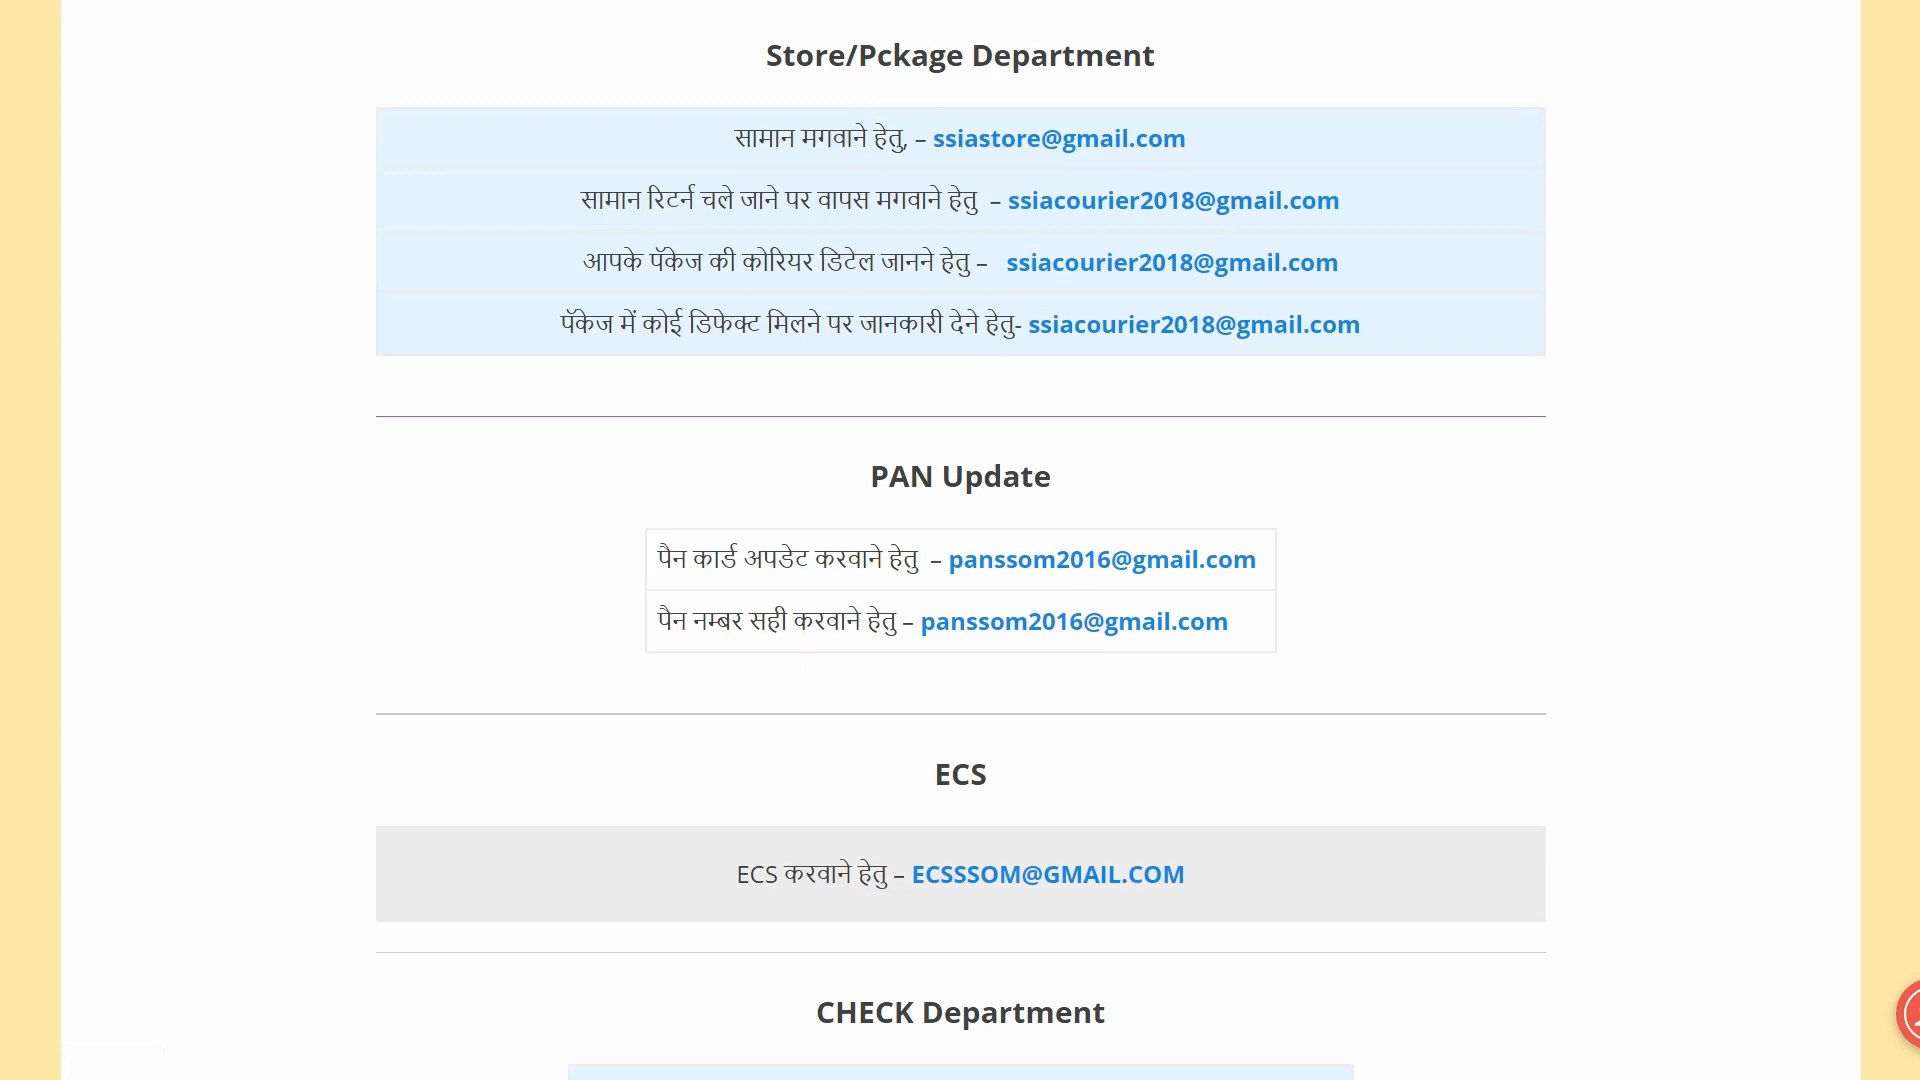 Store/Pckage Department
सामान मगवाने हेतु, – ssiastore@gmail.com
सामान रिटर्न चले जाने पर वापस मगवाने हेतु – ssiacourier2018@gmail.com
आपके पॅकेज की कोरियर डिटेल जानने हेतु – ssiacourier2018@gmail.com
पॅकेज में कोई डिफेक्ट मिलने पर जानकारी देने हेतु- ssiacourier2018@gmail.com
PAN Update
पैन कार्ड अपडेट करवाने हेतु – panssom2016@gmail.com
पैन नम्बर सही करवाने हेतु – panssom2016@gmail.com
ECS
ECS करवाने हेतु – ECSSSOM@GMAIL.COM
CHECK Department